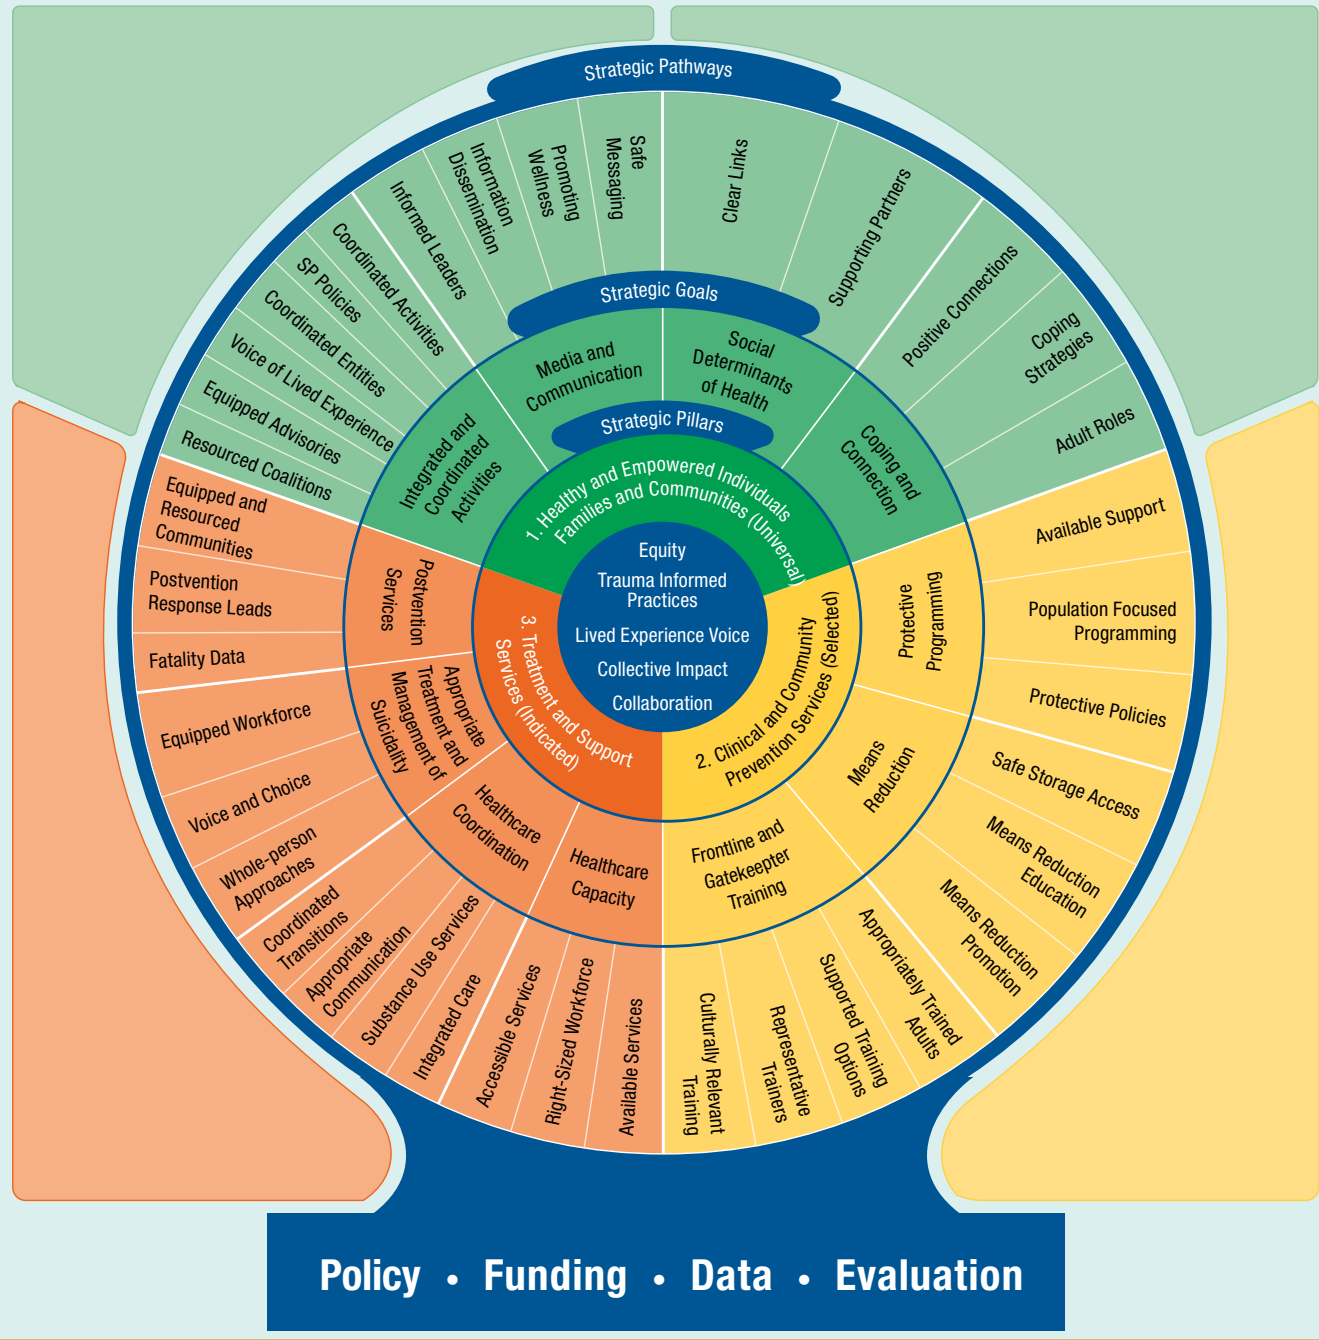 Strategic Pathways
Safe
Messaging
Promoting
Wellness
Information
Dissemination
Informed Leaders
Clear Links
Supporting Partners
Positive Connections
Coping
Strategies
Adult Roles
Coordinated Activities
SP Policies
Coordinated Entities
Voice of Lived Experience
Equipped Advisories
Resourced Coalitions
Strategic Goals
Media and
Communication
Social
Determinants
of Health
Integrated and
Coordinated
Activities
Coping and
Connection
Strategic Pillars
1. Healthy and Empowered Individuals
Families and Communities (Universal)
Equity
Trauma Informed
Practices
Lived Experience Voice
Collective Impact
Collaboration
2. Clinical and Community
Prevention Services (Selected)
3. Treatment and Support
Services (Indicated)
Protective
Programming
Available Support
Population Focused
Programming
Protective Policies
Means
Reduction
Safe Storage Access
Means Reduction
Education
Means Reduction
Promotion
Frontline and
Gatekeeper
Training
Appropriately Trained
Adults
Supported Training
Options
Representative
Trainers
Culturally Relevant
Training
Postvention
Services
Equipped and
Resourced
Communities
Postvention
Response Leads
Fatality Data
Appropriate
Treatment and
Management of
Suicidality
Equipped Workforce
Voice and Choice
Whole-person
Approaches
Healthcare
Coordination
Coordinated
Transitions
Appropriate
Communication
Substance Use Services
Integrated Care
Healthcare
Capacity
Accessible Services
Right-Sized Workforce
Available Services
Policy • Funding • Data • Evaluation